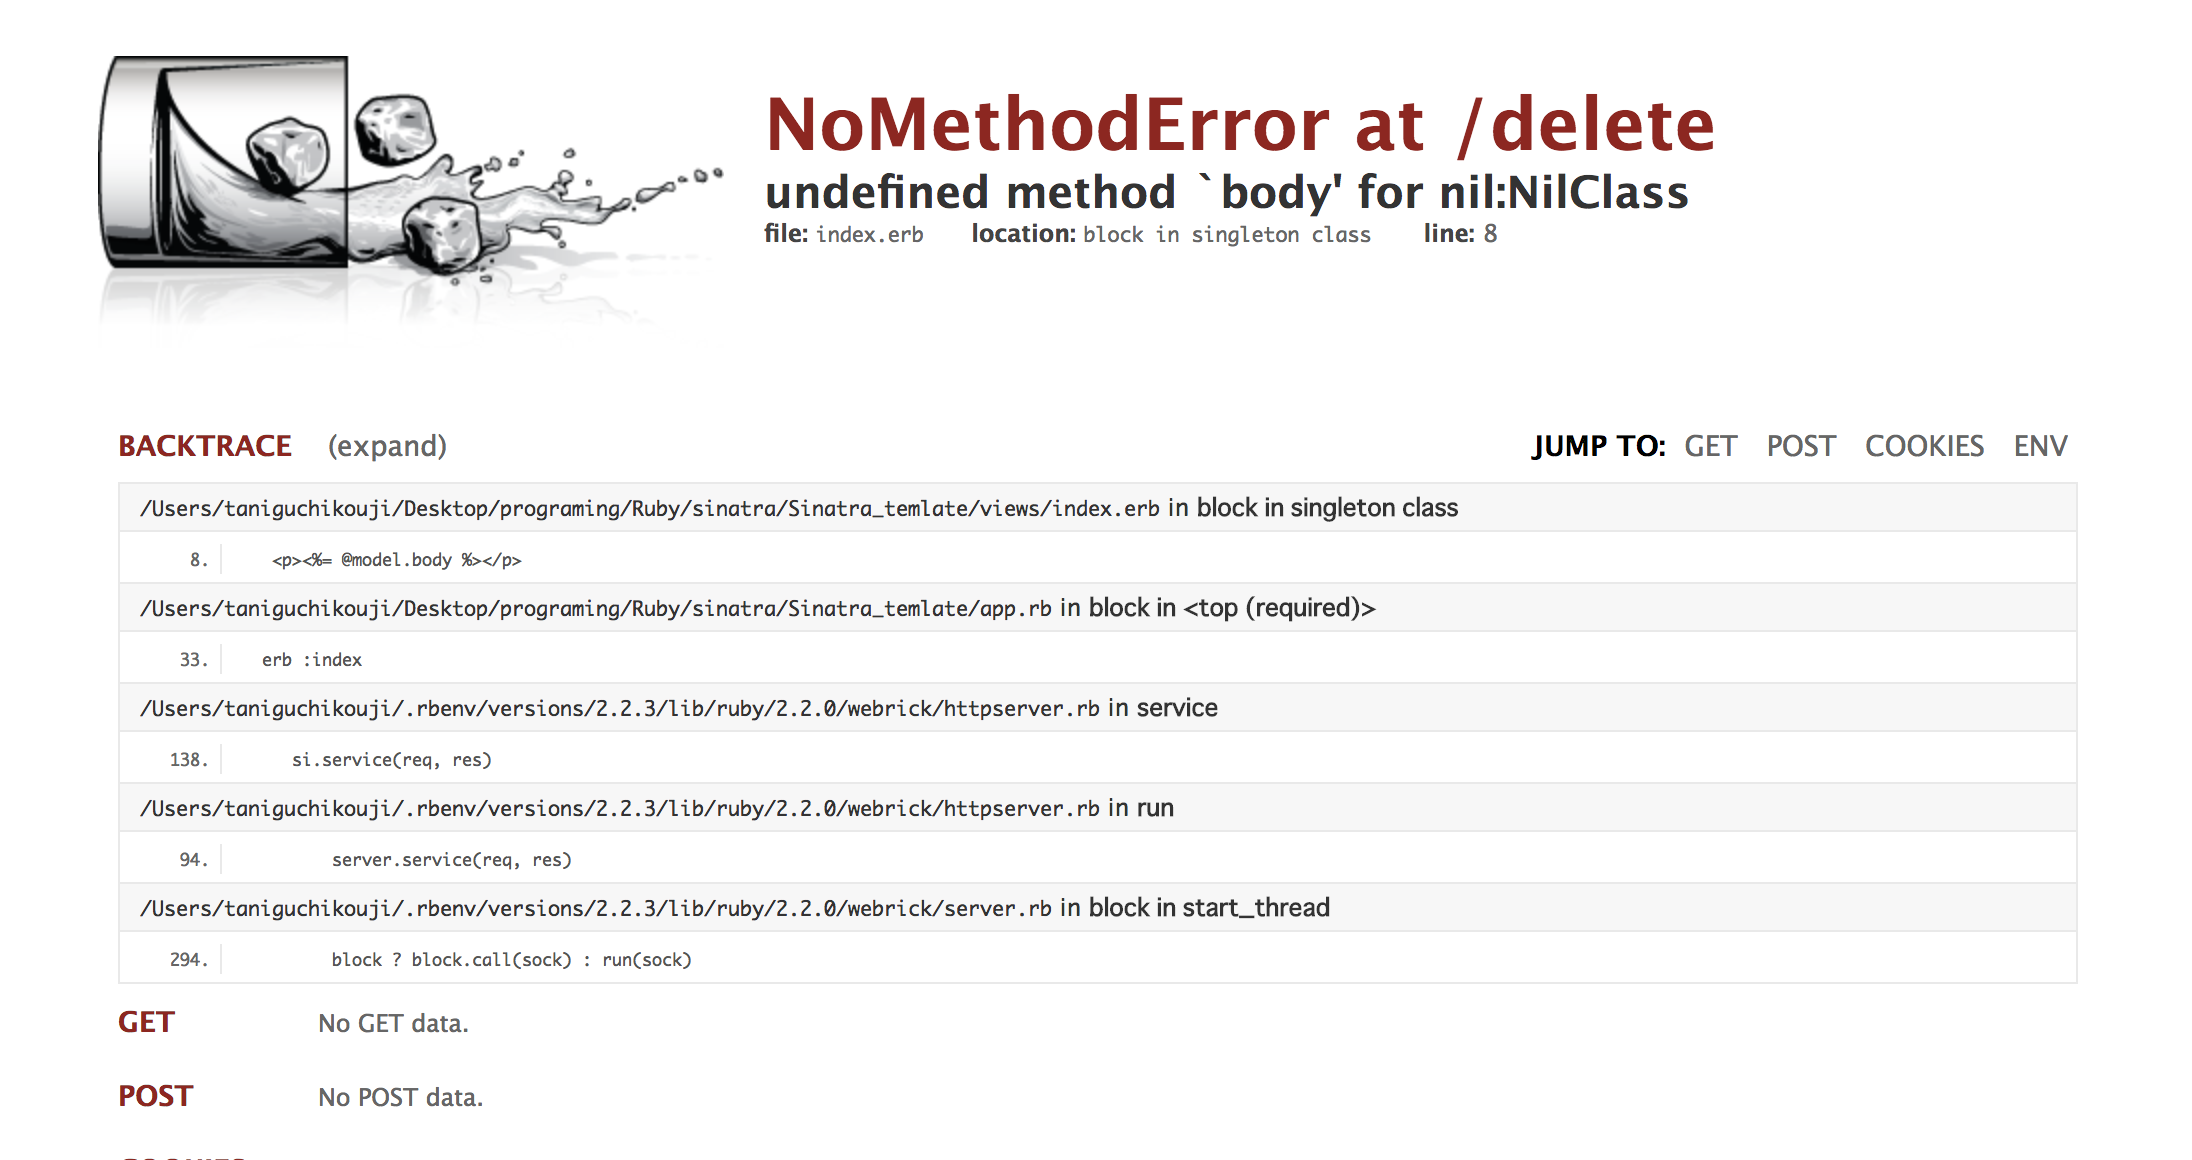 NoMethodError at /delete
undefined method `body' for nil:NilClass
file: index.erb location: block in singleton class line: 8
BACKTRACE (expand) JUMP TO: GET POST COOKIES ENV
/Users/taniguchikouji/Desktop/programing/Ruby/sinatra/Sinatra_temlate/views/index.erb in block in singleton class
8. <p><%= @model.body %></p>
/Users/taniguchikouji/Desktop/programing/Ruby/sinatra/Sinatra_temlate/app.rb in block in <top (required)>
33. erb :index
/Users/taniguchikouji/.rbenv/versions/2.2.3/lib/ruby/2.2.0/webrick/httpserver.rb in service
138. si.service(req, res)
/Users/taniguchikouji/.rbenv/versions/2.2.3/lib/ruby/2.2.0/webrick/httpserver.rb in run
94. server.service(req, res)
/Users/taniguchikouji/.rbenv/versions/2.2.3/lib/ruby/2.2.0/webrick/server.rb in block in start_thread
294. block ? block.call(sock) : run(sock)
GET No GET data.
POST No POST data.